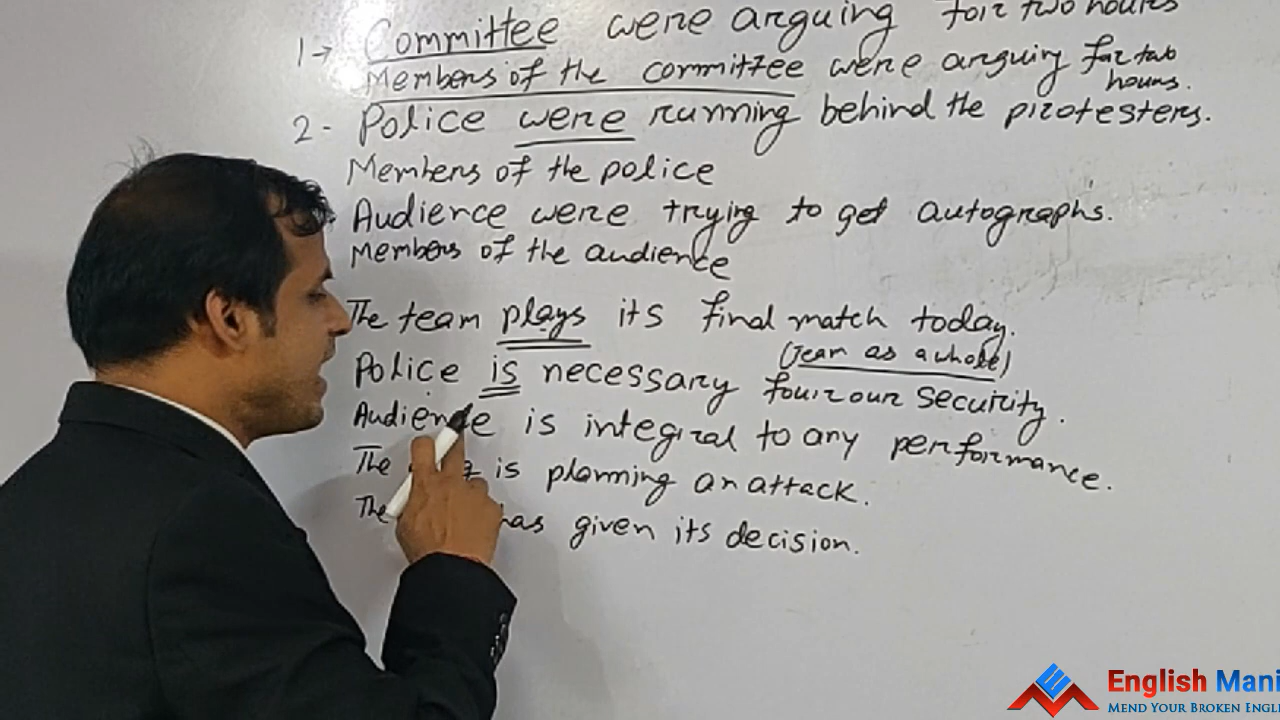 1→ Committee were arguing for two hours
Members of the committee were arguing for two
hours.
2- Police were running behind the protesters.
Members of the police
Audience were trying to get autographs.
Members of the audience
The team plays its final match today.
(Team as a whole)
Police is necessary four our security.
Audience is integral to any performance.
The is planning an attack.
The has given its decision.
English Mani
MEND YOUR BROKEN ENGL